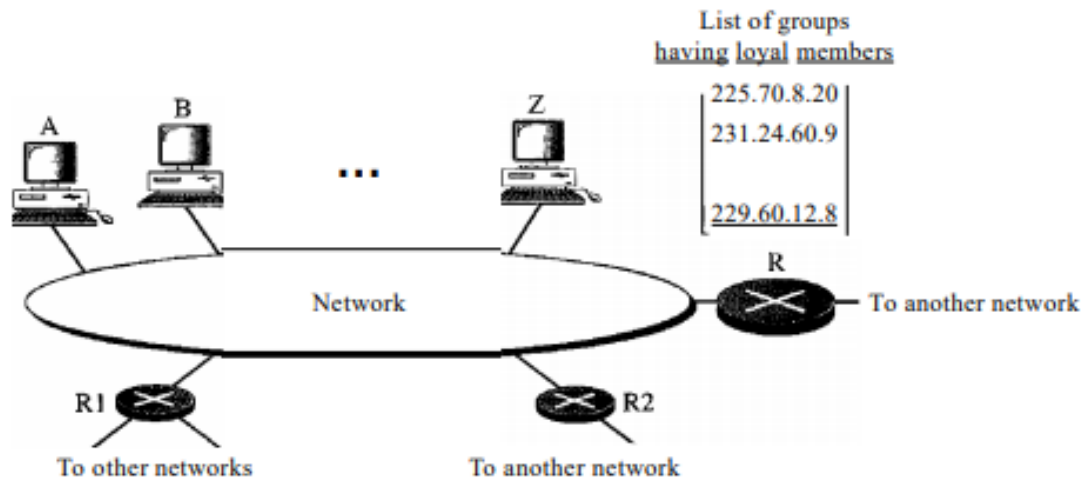 List of groups
having loyal members
225.70.8.20
231.24.60.9
229.60.12.8
A
B
...
Z
R
Network
To another network
R1
R2
To other networks
To another network